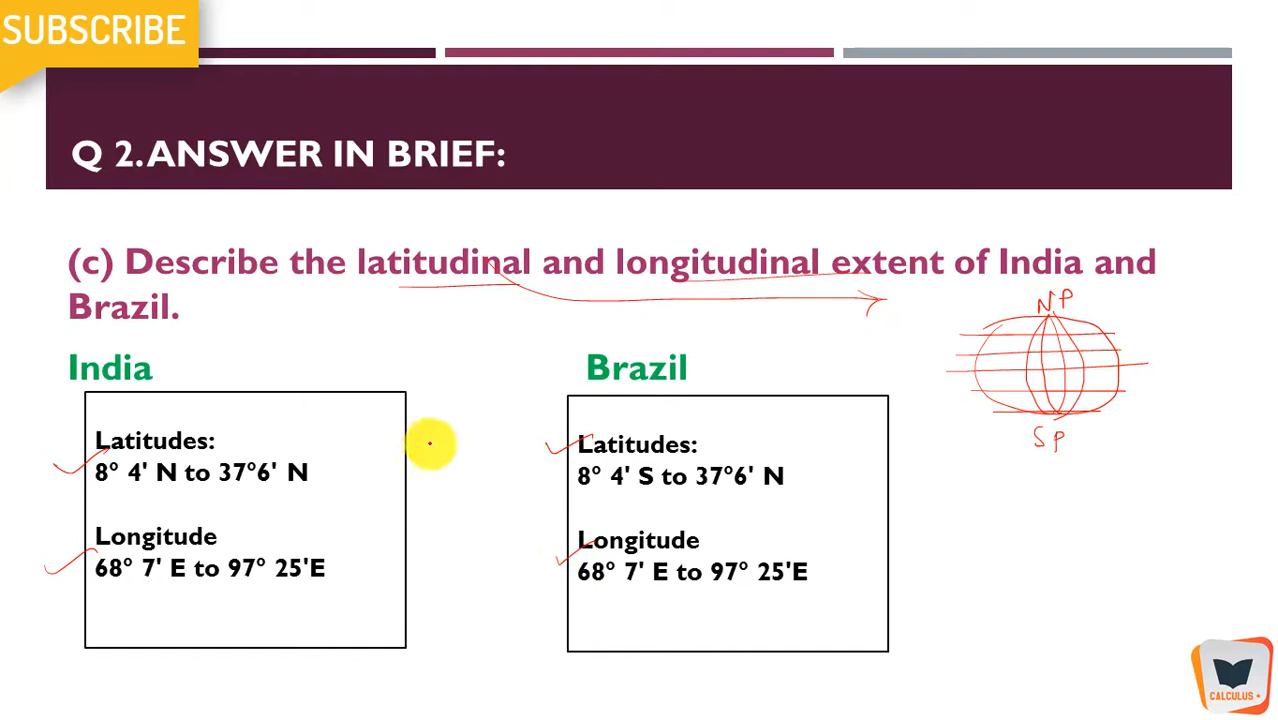 SUBSCRIBE
Q 2. ANSWER IN BRIEF:
(c) Describe the latitudinal and longitudinal extent of India and
Brazil.
NP
India
Brazil
SP
Latitudes:
8° 4' N to 37°6' N
Longitude
68° 7' E to 97° 25'E
Latitudes:
8° 4' S to 37°6' N
Longitude
68° 7' E to 97° 25'E
CALCULUS +